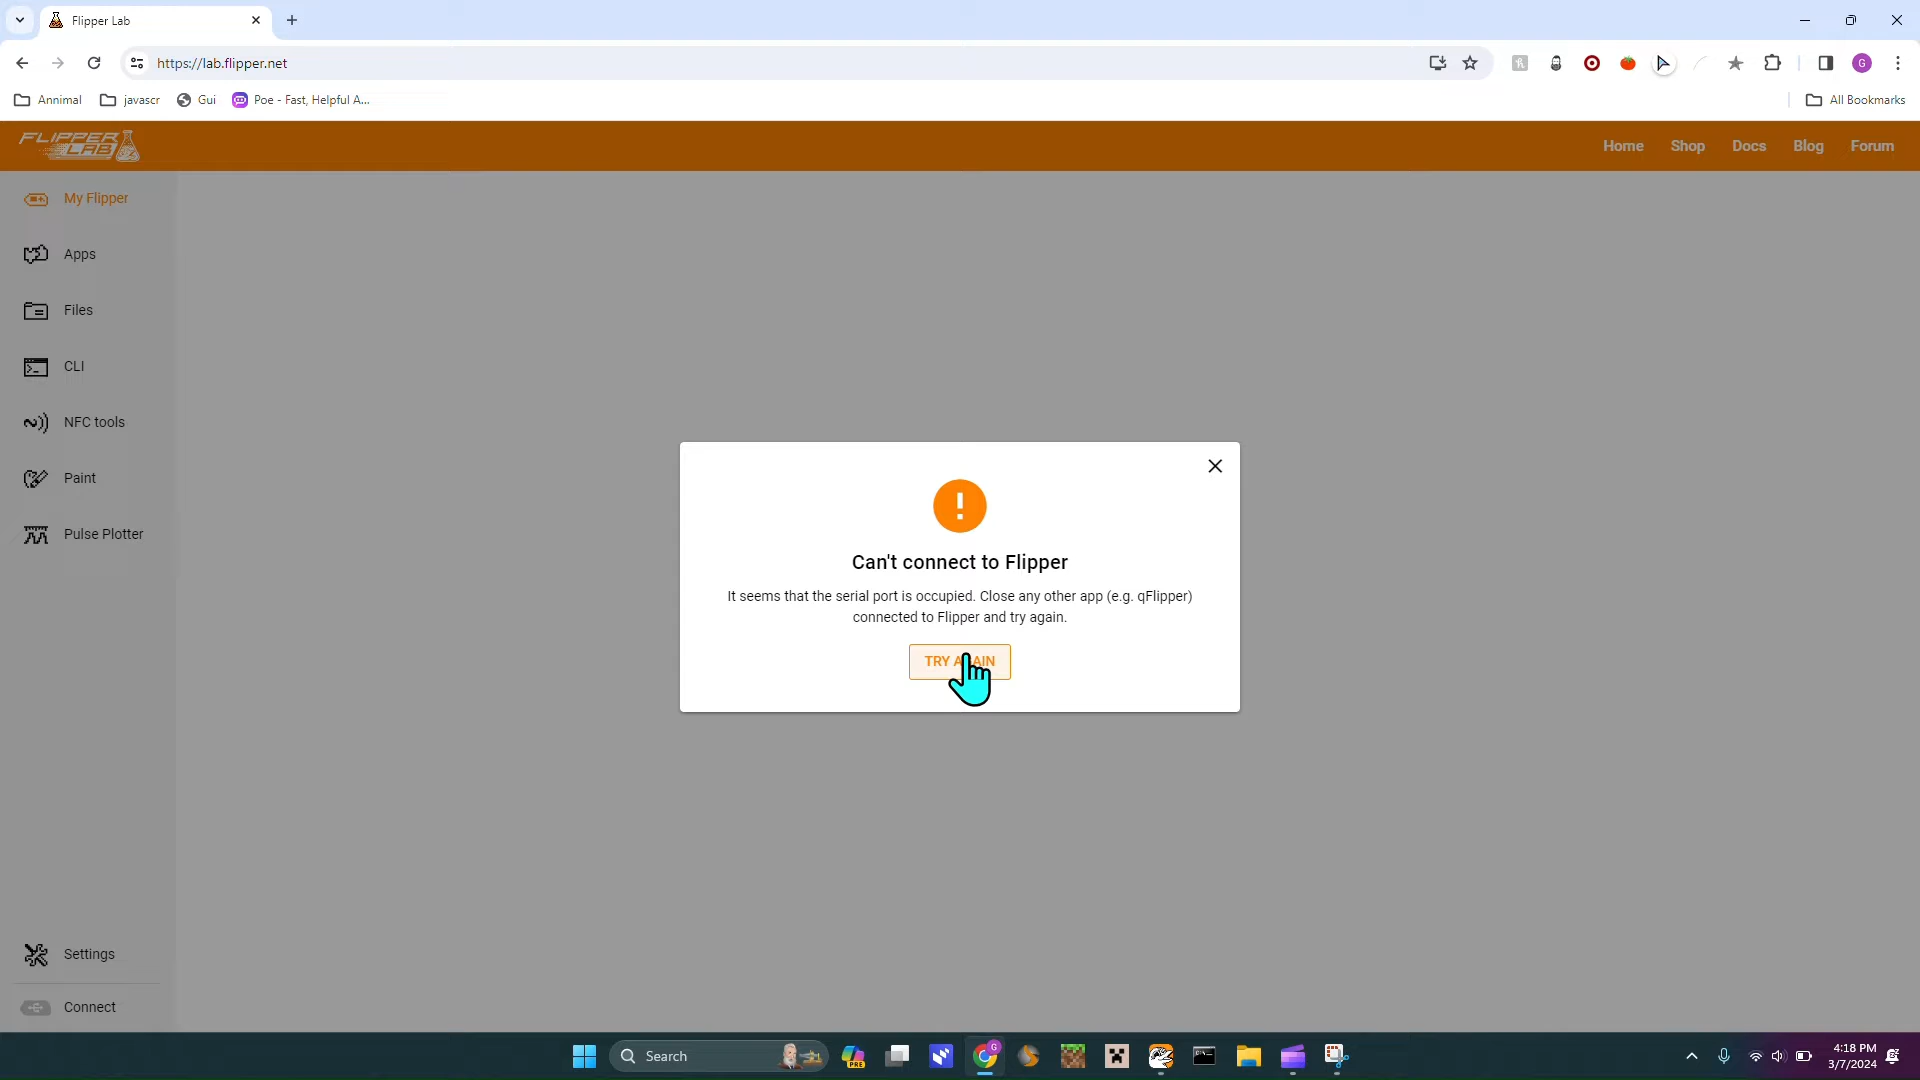 Flipper Lab
https://lab.flipper.net
G
Annimal
javascr
Gui
Poe - Fast, Helpful A...
All Bookmarks
FLIPPER
LAB
Home
Shop
Docs
Blog
Forum
My Flipper
Apps
Files
CLI
NFC tools
Paint
Pulse Plotter
Can't connect to Flipper
It seems that the serial port is occupied. Close any other app (e.g. qFlipper)
connected to Flipper and try again.
TRY AGAIN
Settings
Connect
Search
PRE
G
4:18 PM
3/7/2024